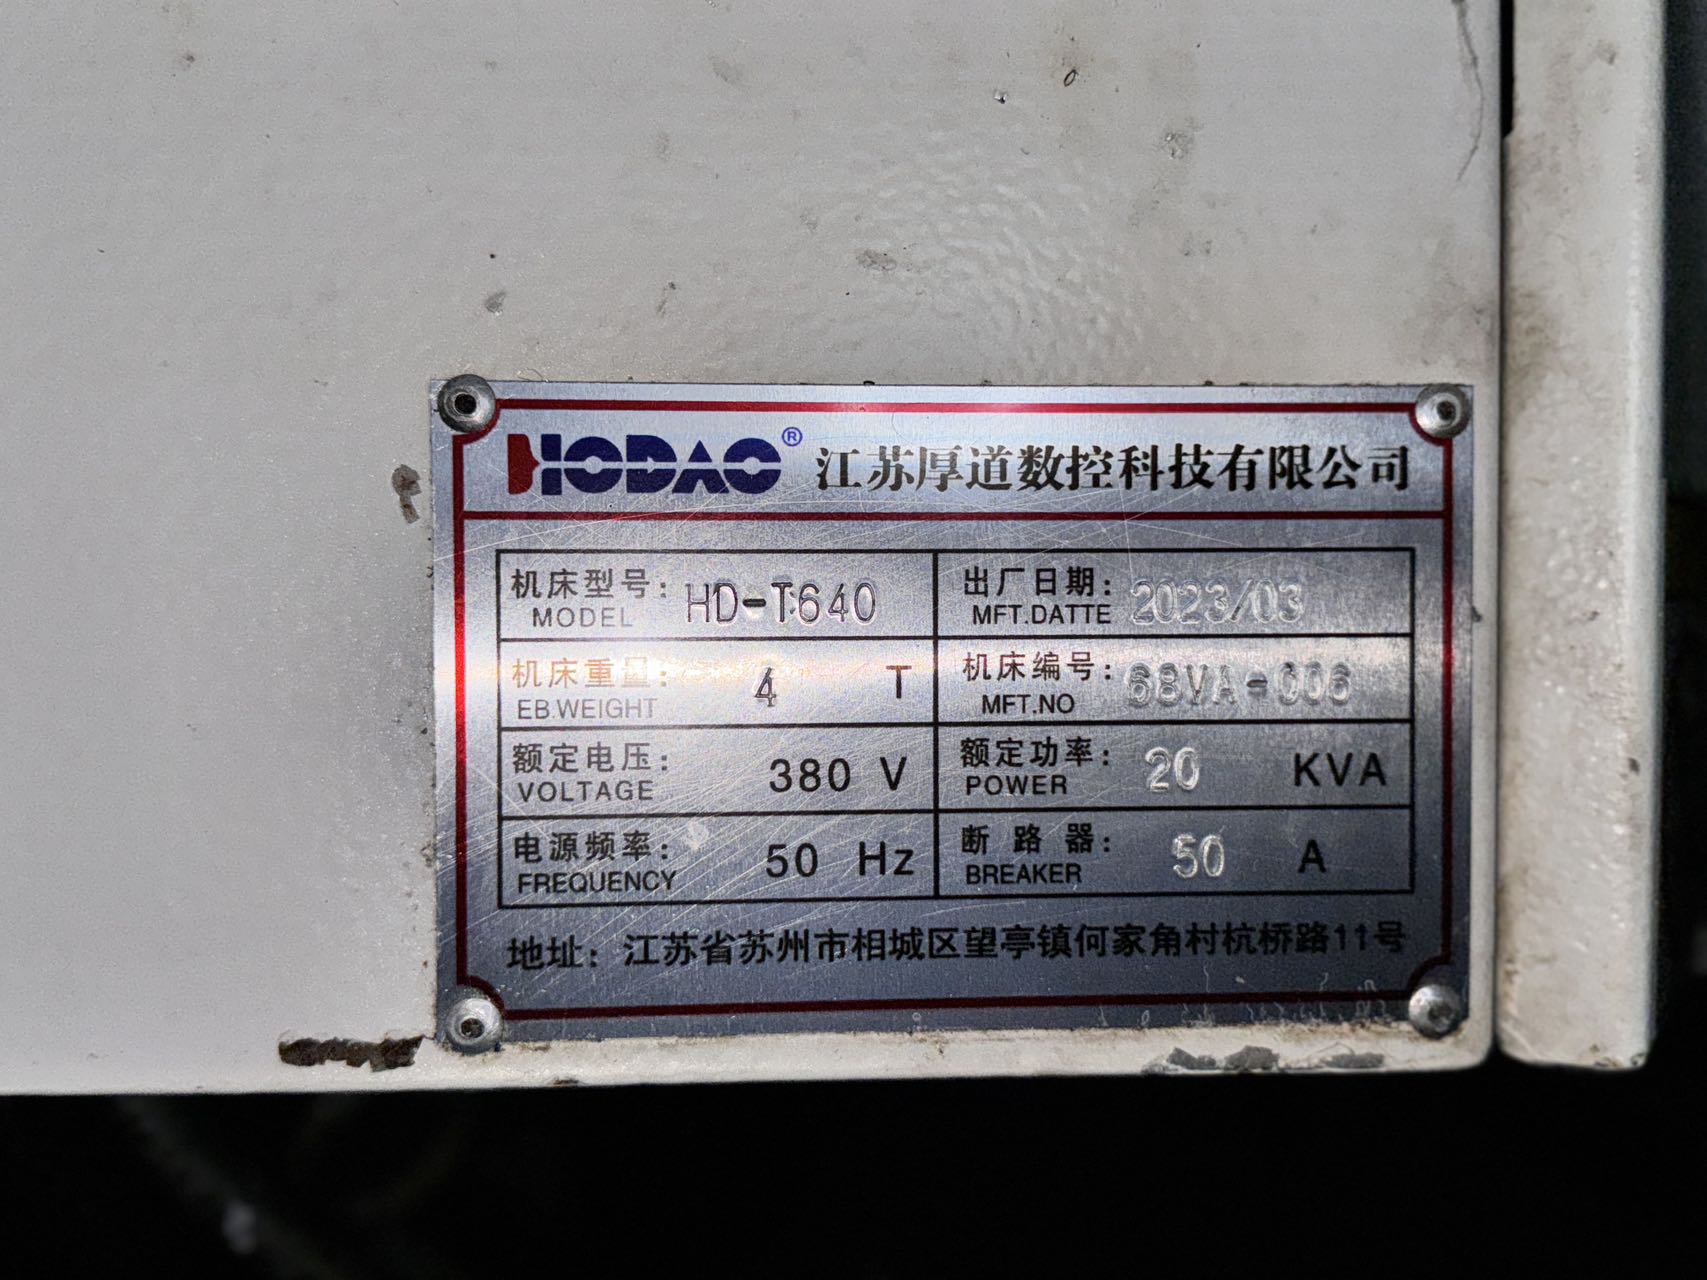 HODAO® 江苏厚道数控科技有限公司
机床型号: HD-T640 出厂日期: 2023/03
MODEL MFT.DATTE
机床重量: 4 T 机床编号: 68VA-006
EB.WEIGHT MFT.NO
额定电压: 380 V 额定功率: 20 KVA
VOLTAGE POWER
电源频率: 50 Hz 断路器: 50 A
FREQUENCY BREAKER
地址: 江苏省苏州市相城区望亭镇何家角村杭桥路11号